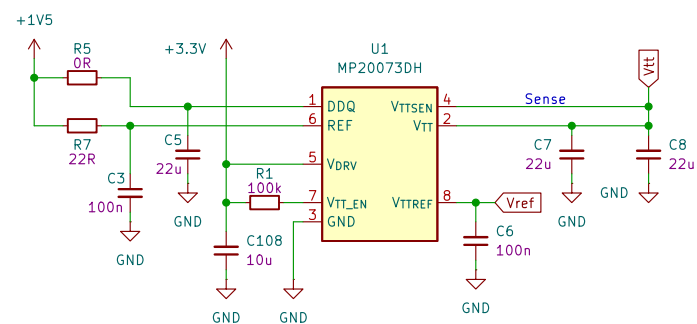 +1V5
R5
0R
+3.3V
U1
MP20073DH
Vtt
1 DDQ
VTTSEN 4
Sense
6 REF
VTT 2
R7
22R
C5
22u
C7
22u
C8
22u
5 VDRV
R1
100k
C3
100n
7 VTT_EN
VTTREF 8
Vref
3 GND
GND
GND
GND
GND
C108
10u
C6
100n
GND
GND
GND